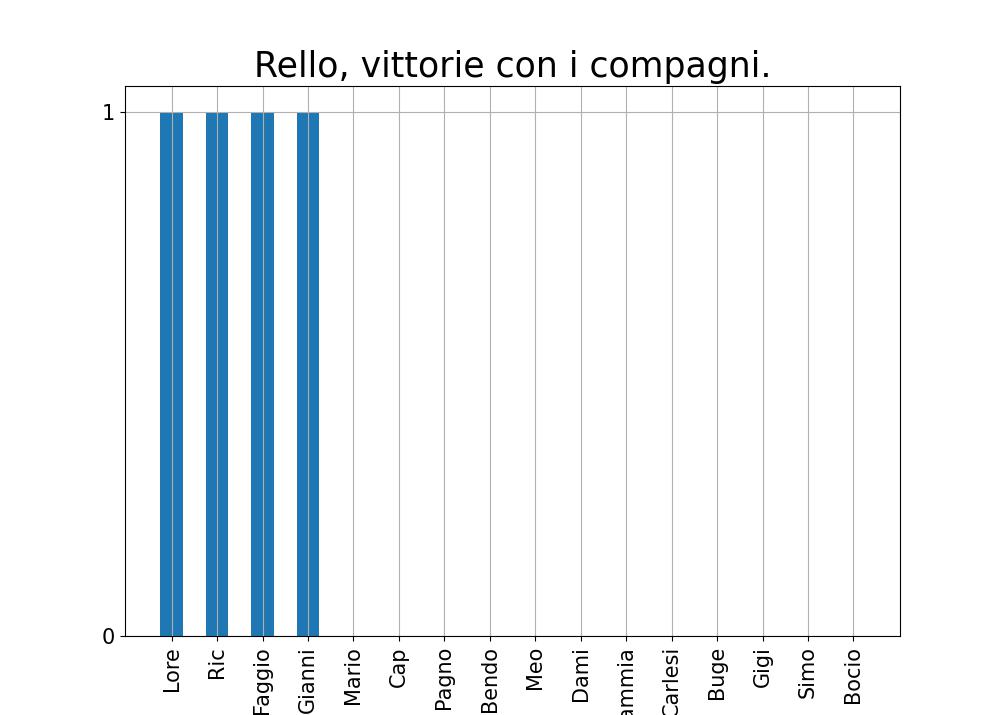 Rello, vittorie con i compagni.
1
0
Lore
Ric
Faggio
Gianni
Mario
Cap
Pagno
Bendo
Meo
Dami
ammia
Carlesi
Buge
Gigi
Simo
Bocio